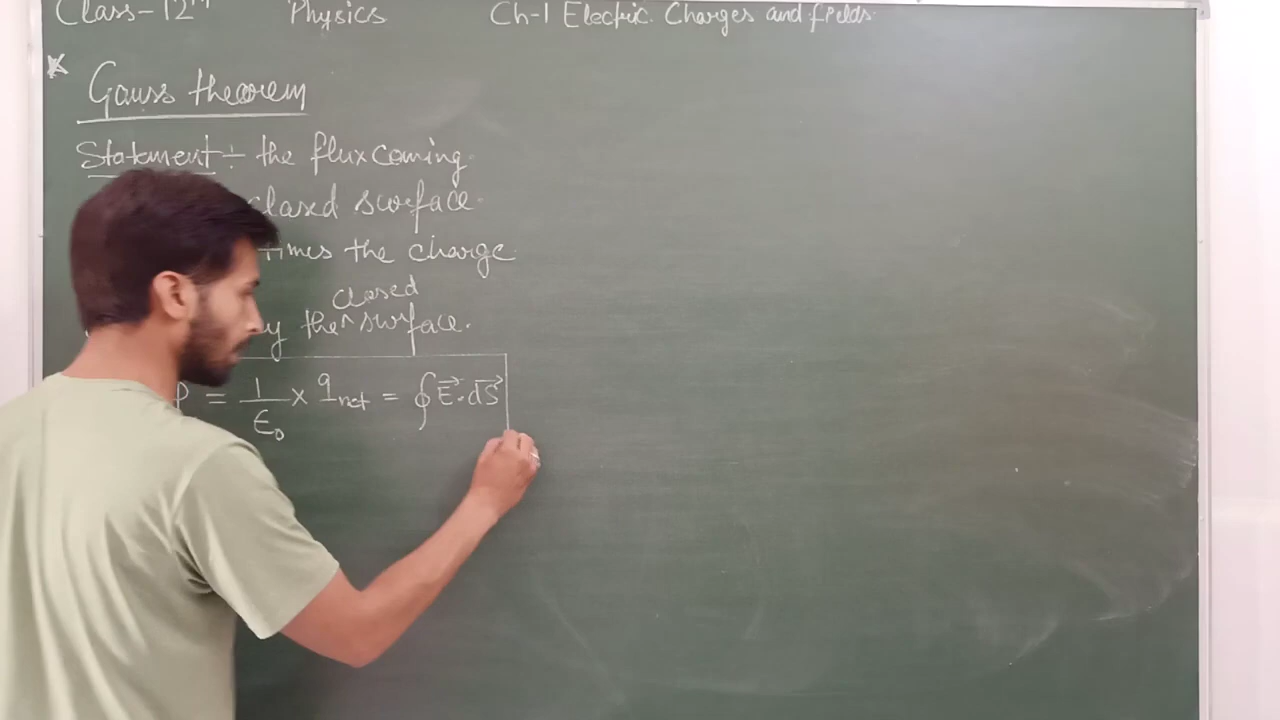 Class-12th Physics Ch-1 Electric Charges and fields
* Gauss theorem
Statement ÷ the flux coming
closed surface.
times the charge
closed
by the ^ surface.
= 1/ε₀ × q_net = ∮ E⃗.dS⃗